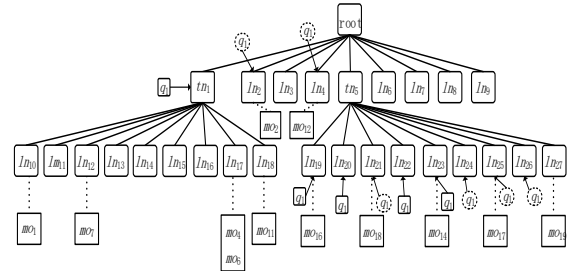 root
q₁ q₁
q₁ tn₁ ln₂ ln₃ ln₄ tn₅ ln₆ ln₇ ln₈ ln₉
mo₂ mo₁₂
ln₁₀ lm₁₁ ln₁₂ ln₁₃ ln₁₄ ln₁₅ ln₁₆ ln₁₇ ln₁₈ ln₁₉ ln₂₀ ln₂₁ ln₂₂ ln₂₃ ln₂₄ ln₂₅ ln₂₆ ln₂₇
q₁ q₁ q₁ q₁ q₁ q₁ q₁ q₁
mo₁ mo₇ mo₄ mo₁₁ mo₁₆ mo₁₈ mo₁₄ mo₁₇ mo₁₉
mo₆